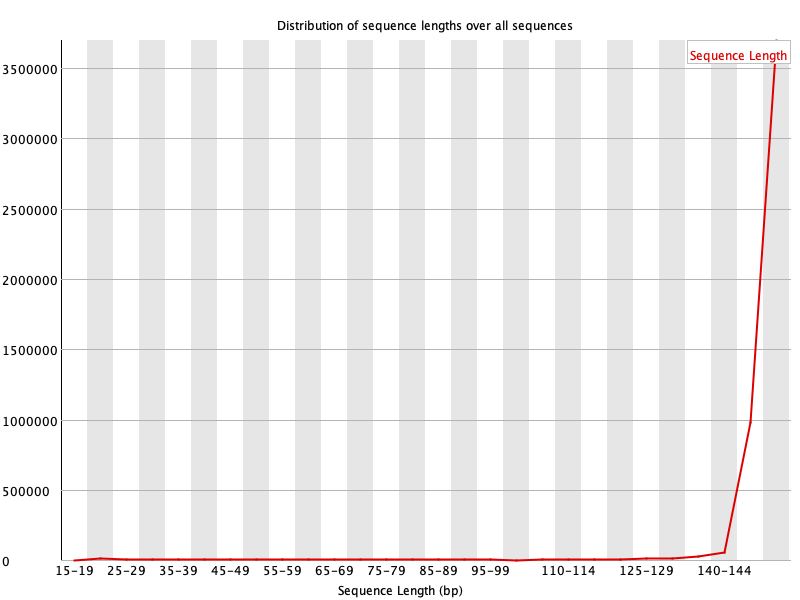 Distribution of sequence lengths over all sequences
Sequence Length
3500000
3000000
2500000
2000000
1500000
1000000
500000
0
15-19 25-29 35-39 45-49 55-59 65-69 75-79 85-89 95-99 110-114 125-129 140-144
Sequence Length (bp)